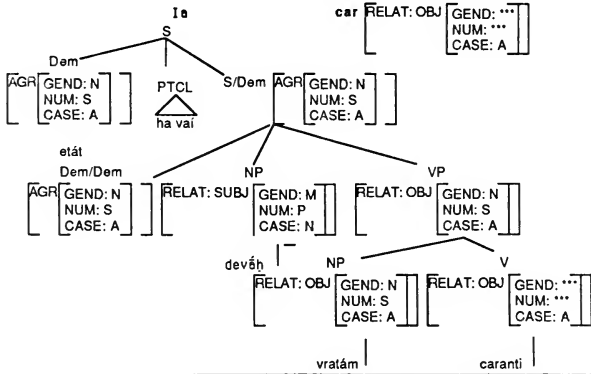 Ia
S
car [RELAT: OBJ [GEND: ***
NUM: ***
CASE: A]]
Dem
[AGR [GEND: N
NUM: S
CASE: A]]
PTCL
ha vaí
S/Dem [AGR [GEND: N
NUM: S
CASE: A]]
etát
Dem/Dem
[AGR [GEND: N
NUM: S
CASE: A]]
NP
[RELAT: SUBJ [GEND: M
NUM: P
CASE: N]]
VP
[RELAT: OBJ [GEND: N
NUM: S
CASE: A]]
devā́ḥ
NP
[RELAT: OBJ [GEND: N
NUM: S
CASE: A]]
V
[RELAT: OBJ [GEND: ***
NUM: ***
CASE: A]]
vratám
caranti